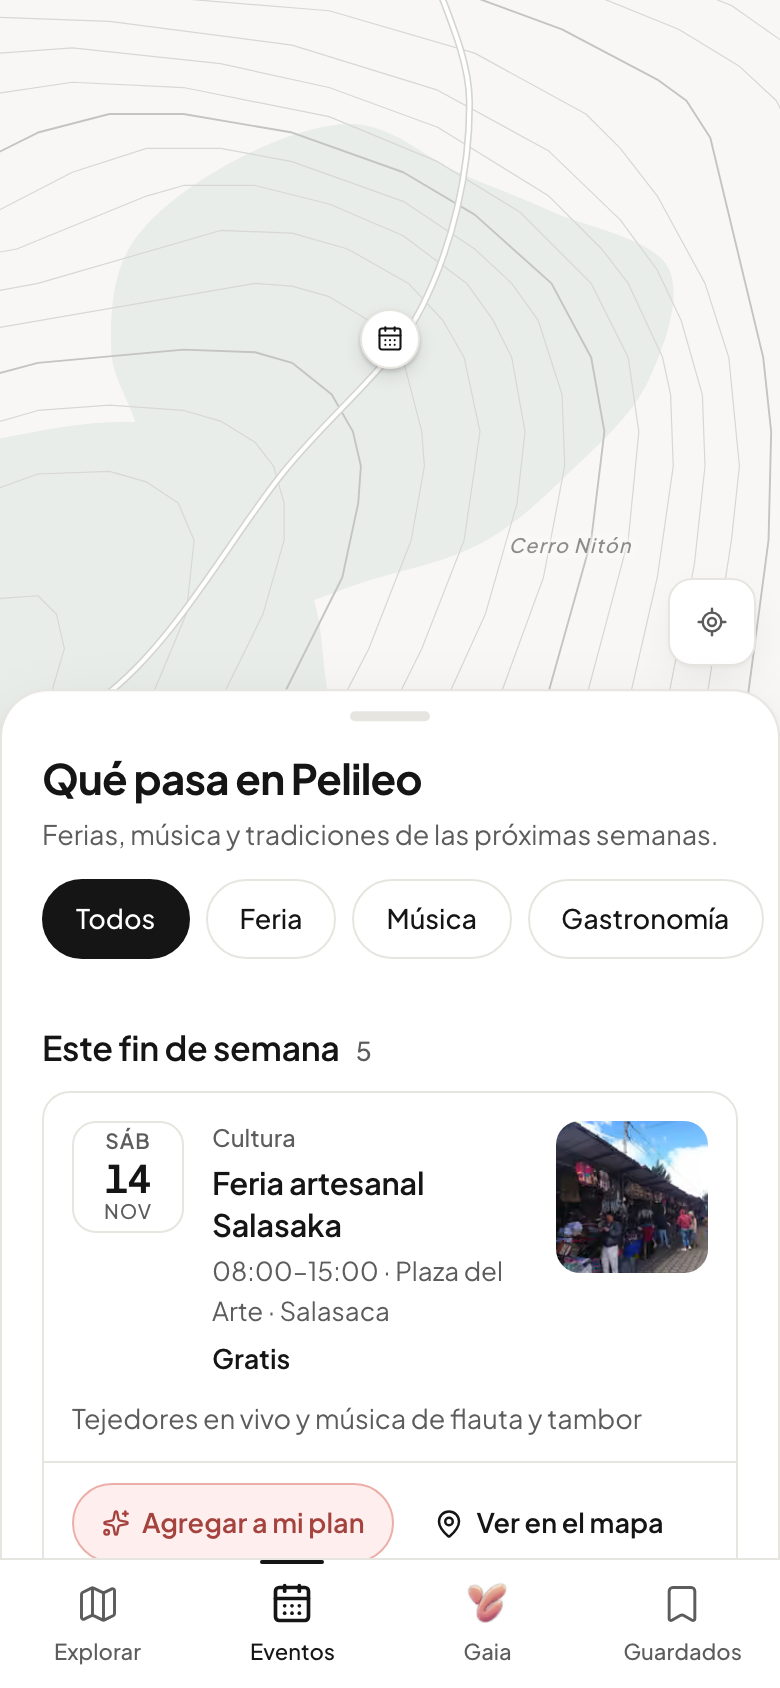 Cerro Nitón
Qué pasa en Pelileo
Ferias, música y tradiciones de las próximas semanas.
Todos
Feria
Música
Gastronomía
Este fin de semana 5
SÁB
14
NOV
Cultura
Feria artesanal
Salasaka
08:00–15:00 · Plaza del
Arte · Salasaca
Gratis
Tejedores en vivo y música de flauta y tambor
Agregar a mi plan
Ver en el mapa
Explorar
Eventos
Gaia
Guardados